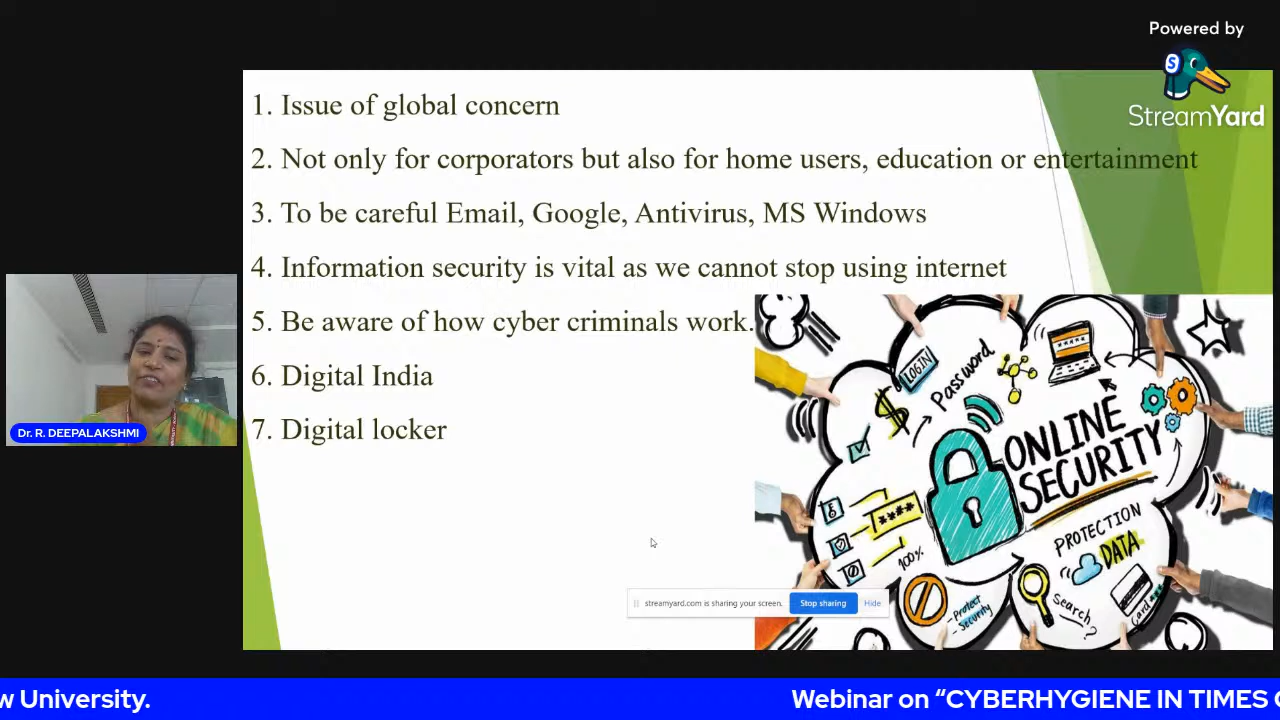 Powered by
StreamYard
1. Issue of global concern
2. Not only for corporators but also for home users, education or entertainment
3. To be careful Email, Google, Antivirus, MS Windows
4. Information security is vital as we cannot stop using internet
5. Be aware of how cyber criminals work.
6. Digital India
7. Digital locker
Dr. R. DEEPALAKSHMI
LOGIN
Password
ONLINE
SECURITY
****
100%
PROTECTION
DATA
- Protect
- Security
Search?
Card
streamyard.com is sharing your screen.
Stop sharing
Hide
w University.
Webinar on “CYBERHYGIENE IN TIMES